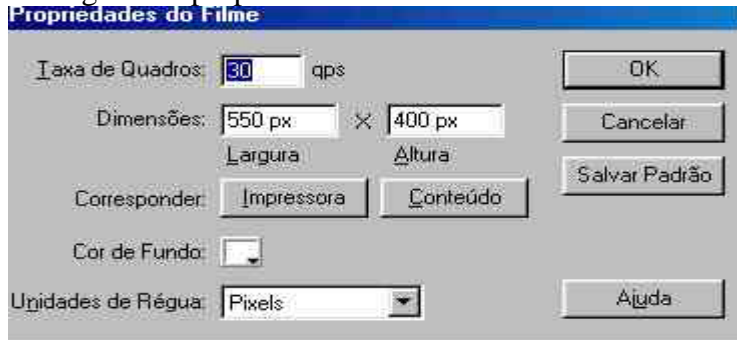 Propriedades do Filme
Taxa de Quadros: 30 qps
OK
Dimensões: 550 px × 400 px
Cancelar
Largura Altura
Salvar Padrão
Corresponder: Impressora Conteúdo
Cor de Fundo:
Unidades de Régua: Pixels
Ajuda